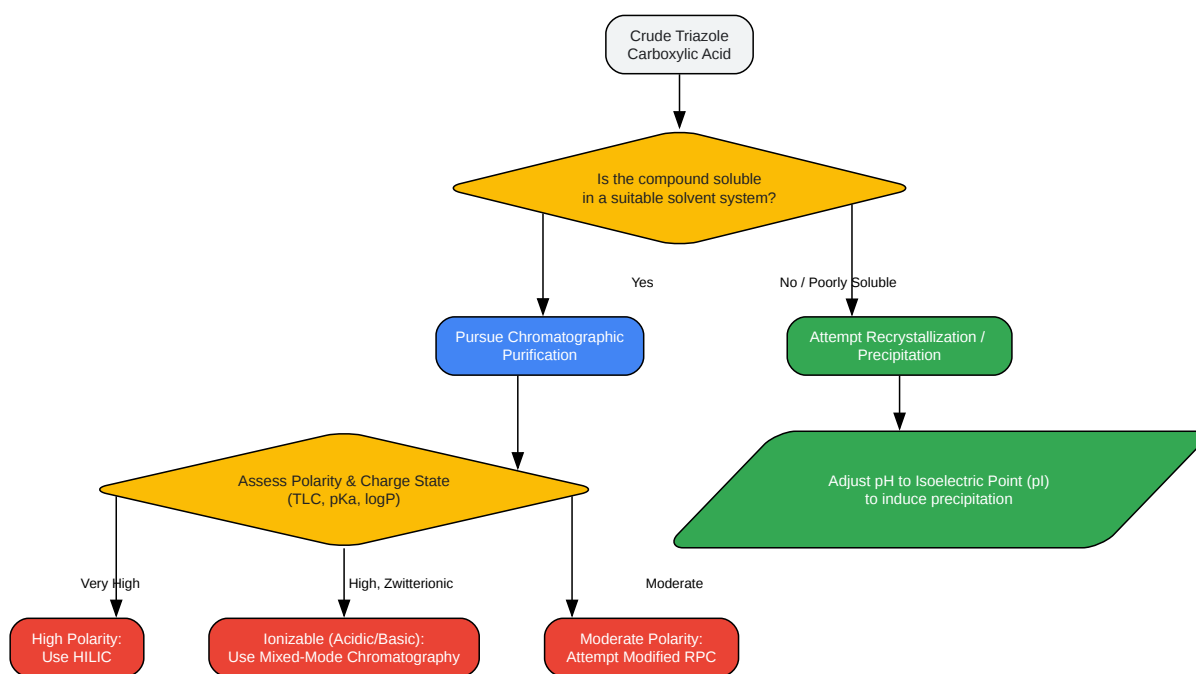 Crude Triazole
Carboxylic Acid
Is the compound soluble
in a suitable solvent system?
Yes
No / Poorly Soluble
Pursue Chromatographic
Purification
Attempt Recrystallization /
Precipitation
Assess Polarity & Charge State
(TLC, pKa, logP)
Adjust pH to Isoelectric Point (pI)
to induce precipitation
Very High
High, Zwitterionic
Moderate
High Polarity:
Use HILIC
Ionizable (Acidic/Basic):
Use Mixed-Mode Chromatography
Moderate Polarity:
Attempt Modified RPC